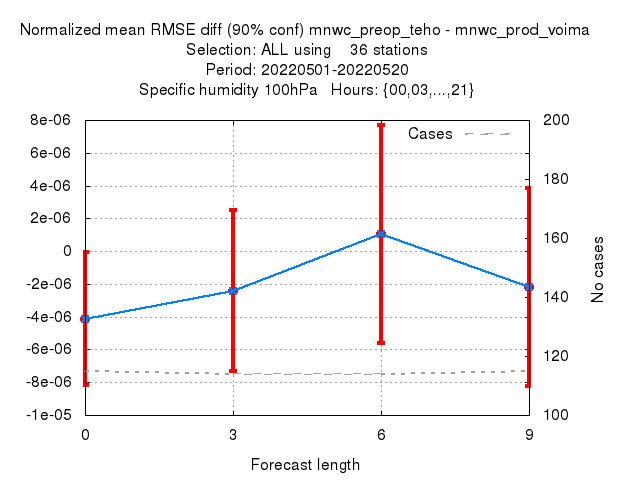 Normalized mean RMSE diff (90% conf) mnwc_preop_teho - mnwc_prod_voima
Selection: ALL using    36 stations
Period: 20220501-20220520
Specific humidity 100hPa   Hours: {00,03,...,21}
8e-06
6e-06
4e-06
2e-06
0
-2e-06
-4e-06
-6e-06
-8e-06
-1e-05
Cases
200
180
160
140
120
100
No cases
0 3 6 9
Forecast length